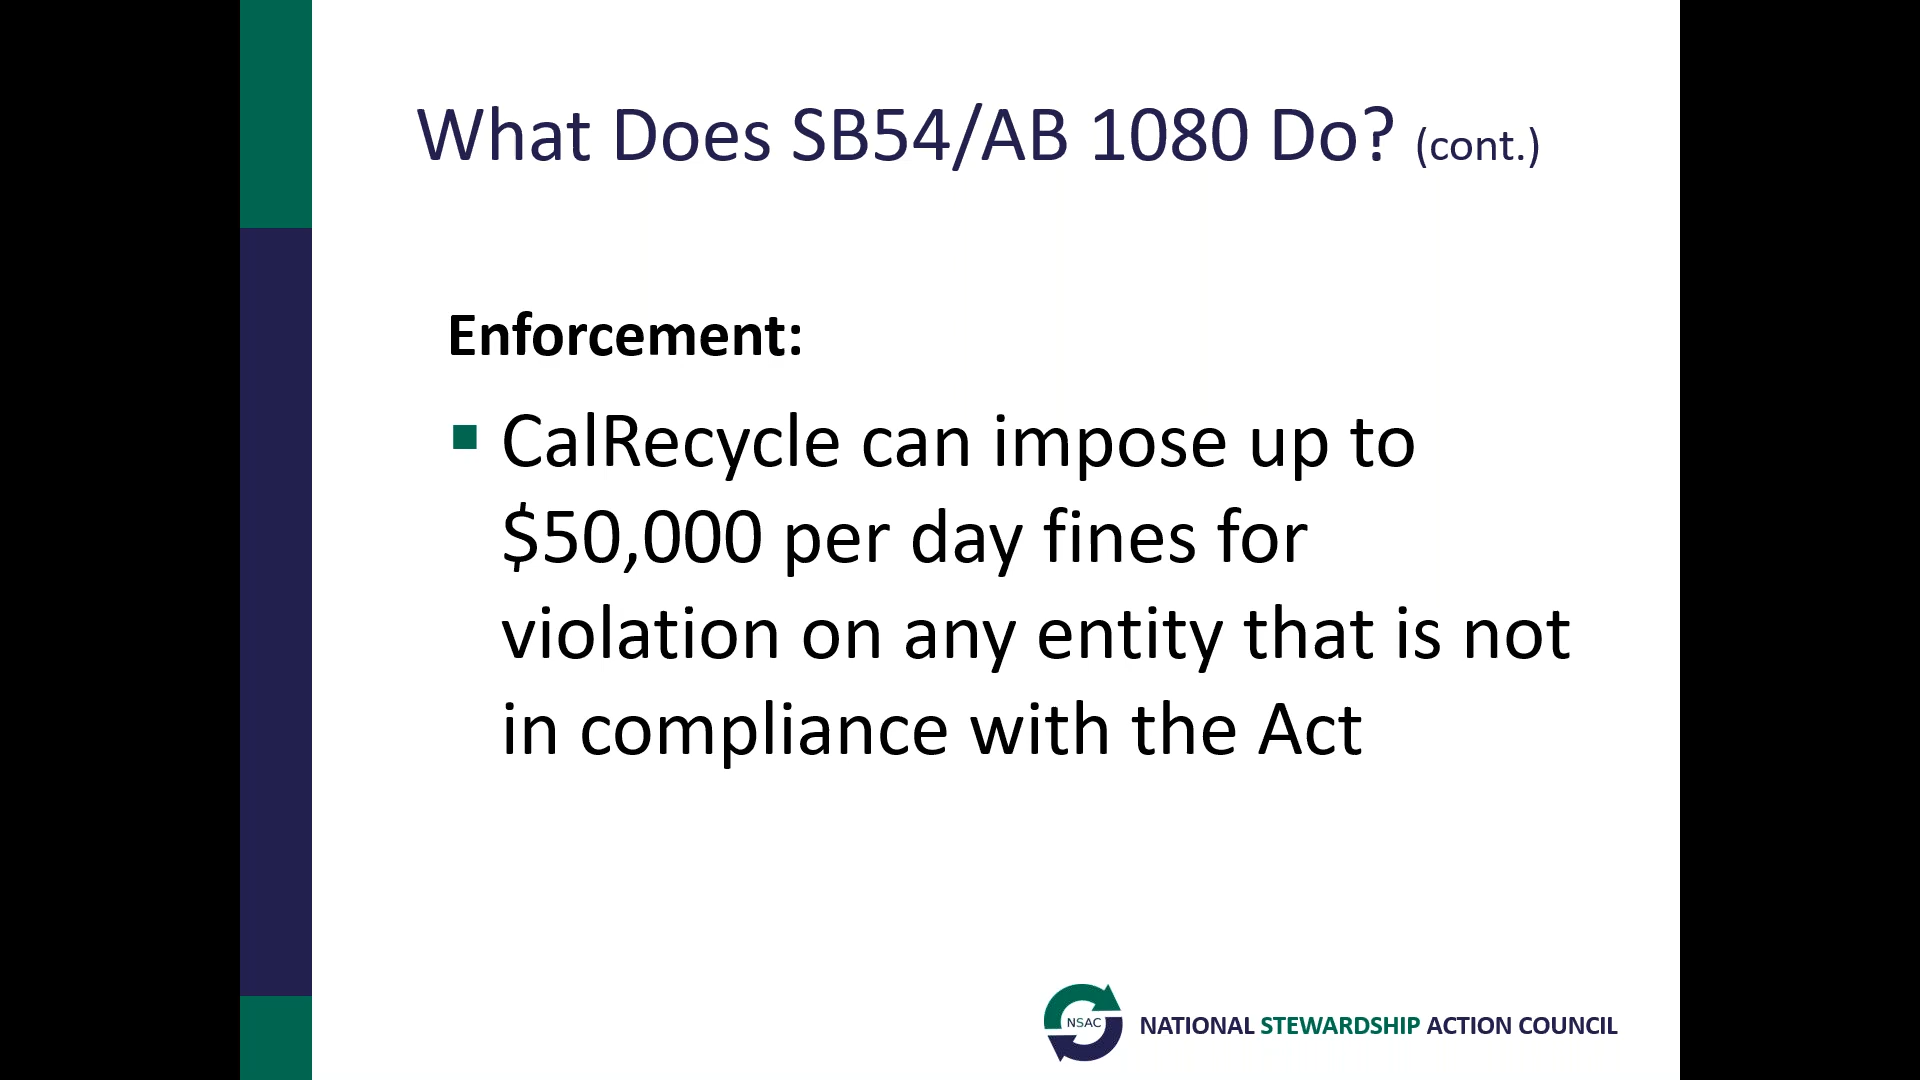 What Does SB54/AB 1080 Do? (cont.)
Enforcement:
▪ CalRecycle can impose up to
$50,000 per day fines for
violation on any entity that is not
in compliance with the Act
NSAC
NATIONAL STEWARDSHIP ACTION COUNCIL